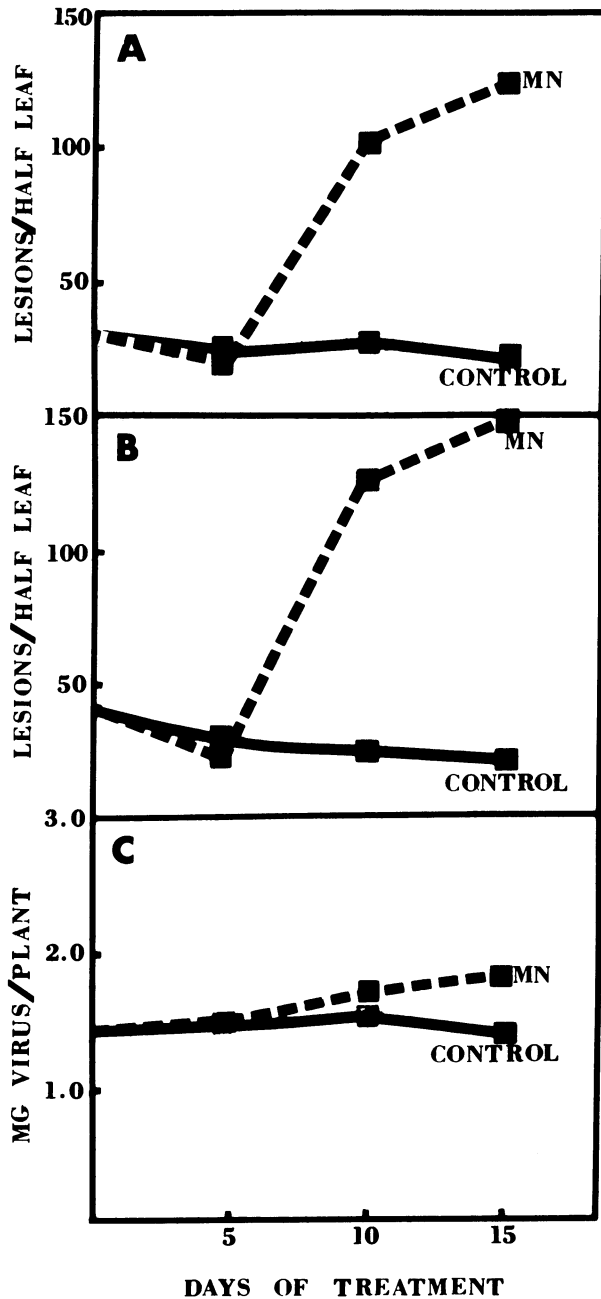 150
A
MN
100
50
CONTROL
LESIONS/HALF LEAF
150
B
MN
100
50
CONTROL
LESIONS/HALF LEAF
3.0
C
2.0
MN
CONTROL
1.0
MG VIRUS/PLANT
5 10 15
DAYS OF TREATMENT